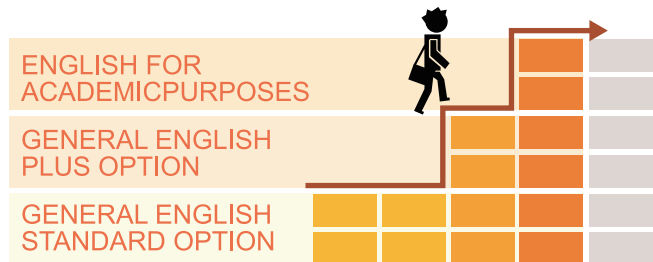 ENGLISH FOR
ACADEMICPURPOSES
GENERAL ENGLISH
PLUS OPTION
GENERAL ENGLISH
STANDARD OPTION